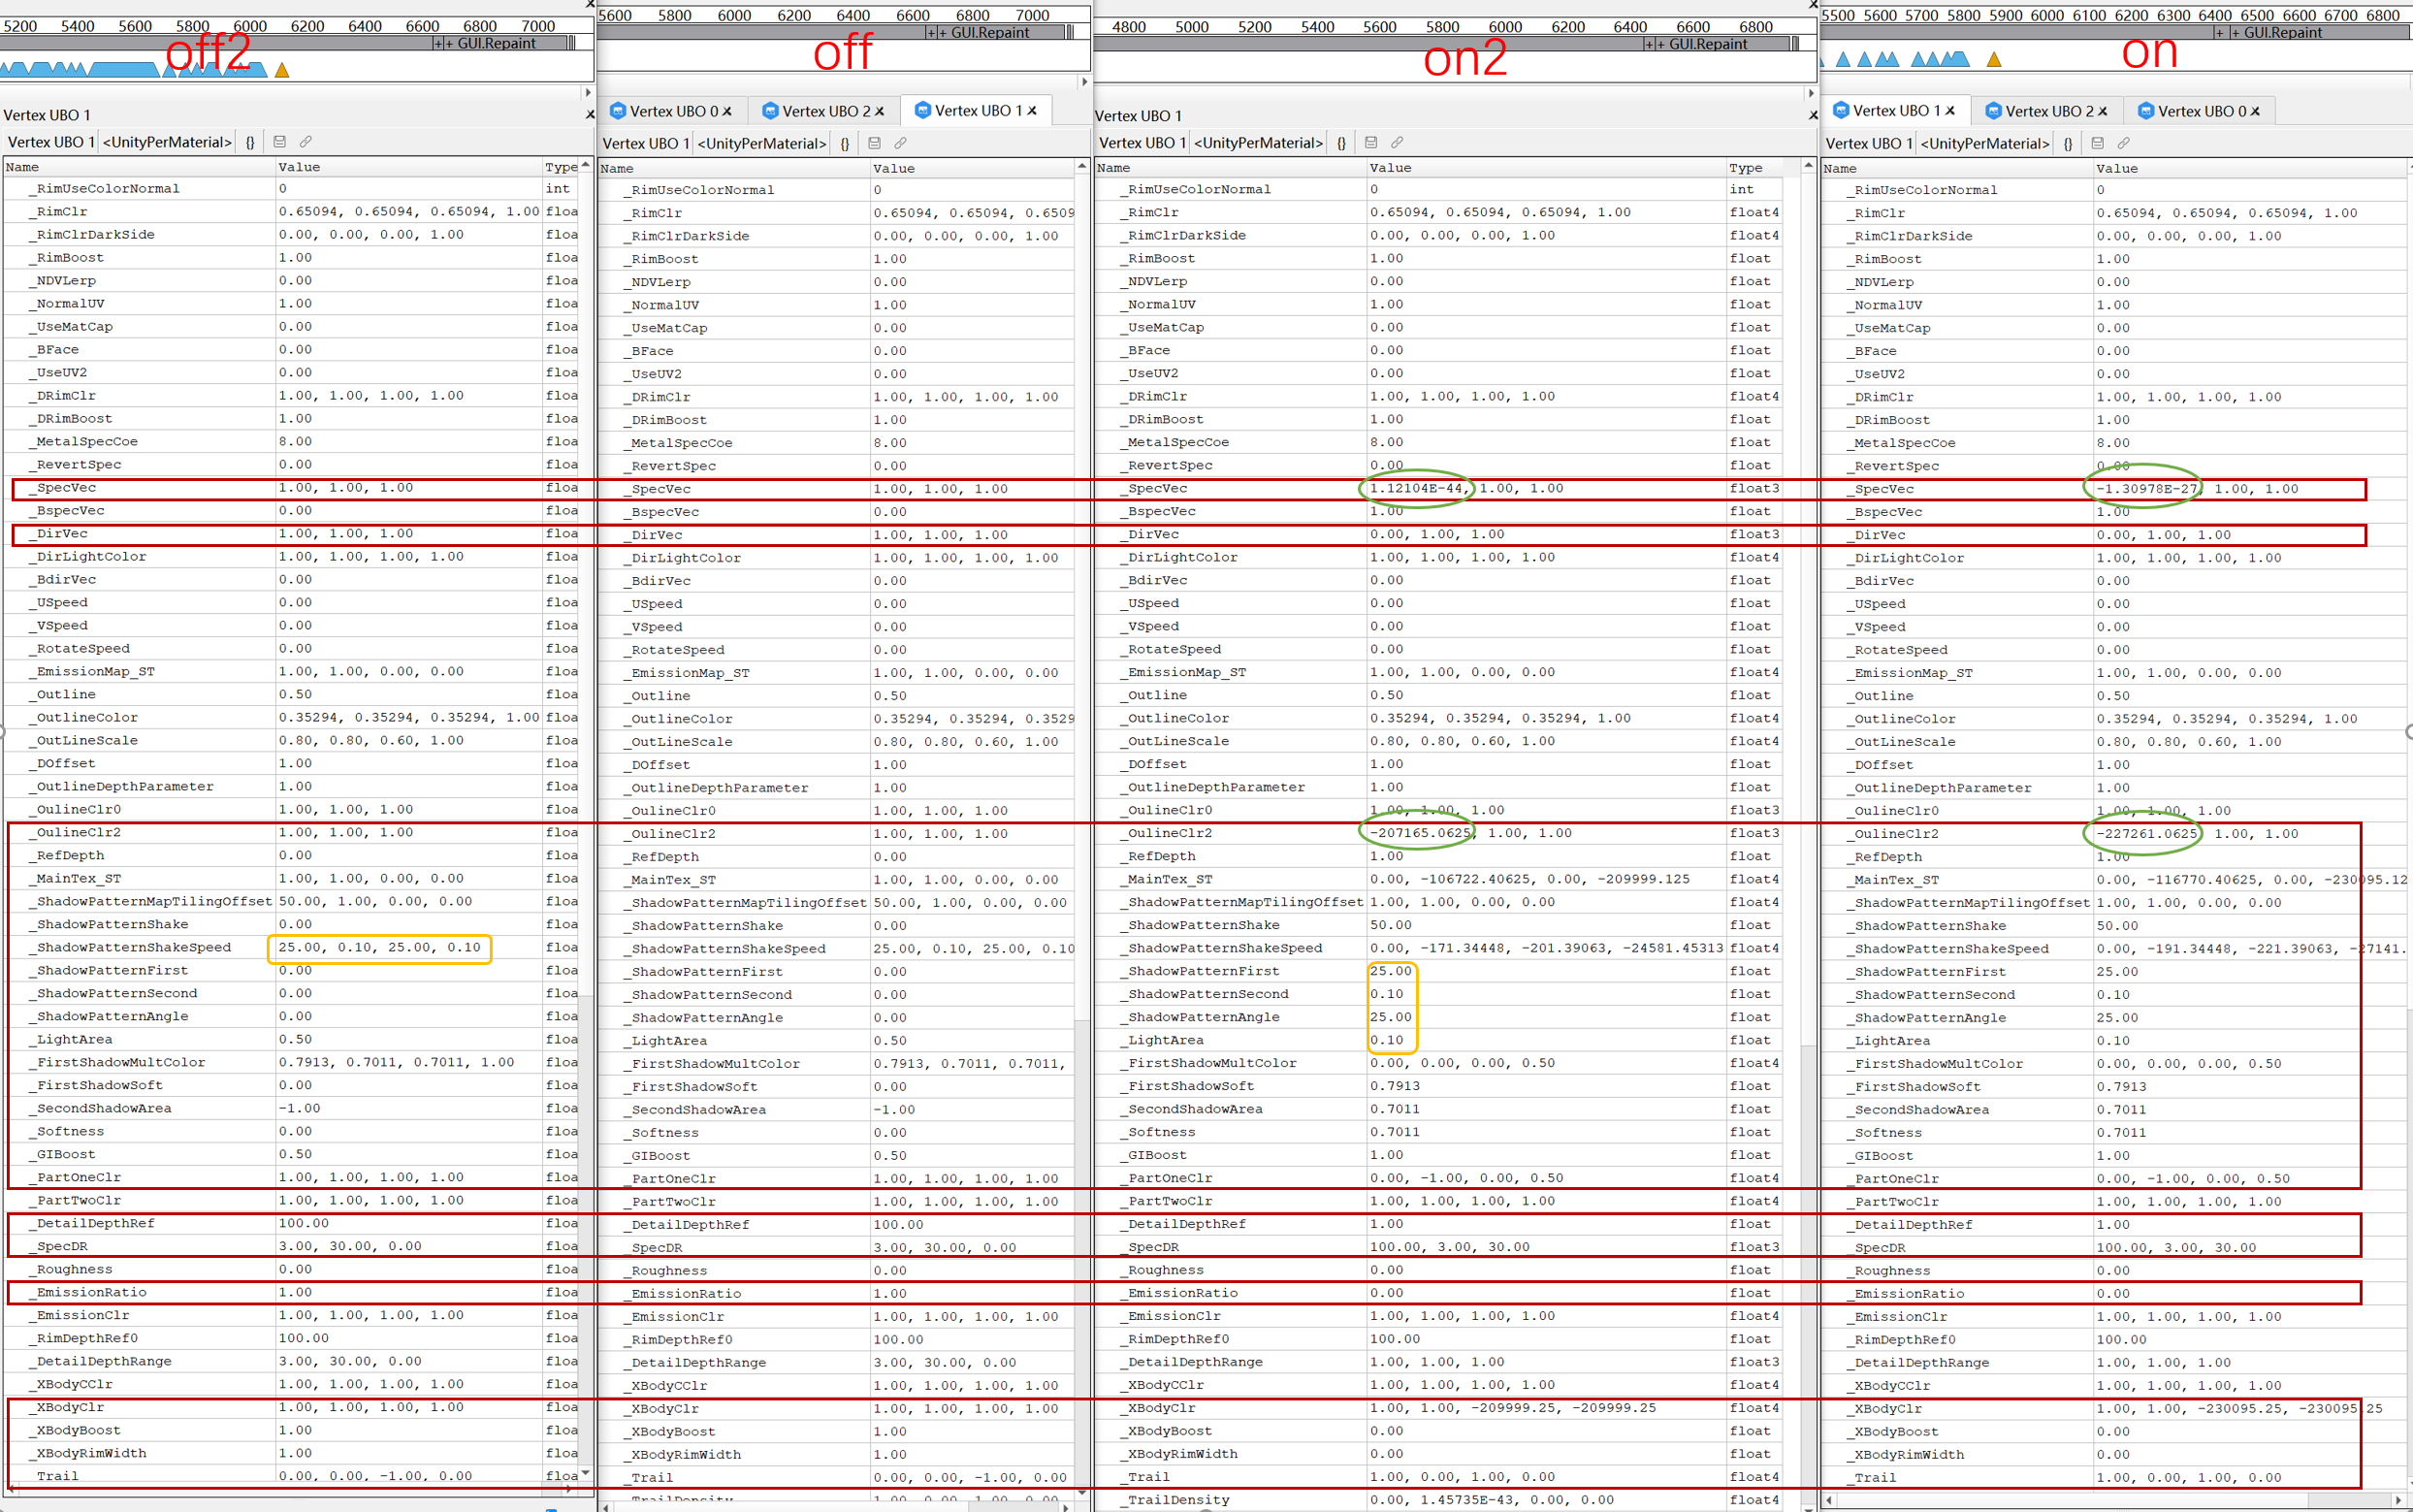 5200 5400 5600 5800 6000 6200 6400 6600 6800 7000
++ GUI.Repaint
off2
Vertex UBO 1
Vertex UBO 1 <UnityPerMaterial> {}
Name Value Type
_RimUseColorNormal 0 int
_RimClr 0.65094, 0.65094, 0.65094, 1.00 floa
_RimClrDarkSide 0.00, 0.00, 0.00, 1.00 floa
_RimBoost 1.00 floa
_NDVLerp 0.00 floa
_NormalUV 1.00 floa
_UseMatCap 0.00 floa
_BFace 0.00 floa
_UseUV2 0.00 floa
_DRimClr 1.00, 1.00, 1.00, 1.00 floa
_DRimBoost 1.00 floa
_MetalSpecCoe 8.00 floa
_RevertSpec 0.00 floa
_SpecVec 1.00, 1.00, 1.00 floa
_BspecVec 0.00 floa
_DirVec 1.00, 1.00, 1.00 floa
_DirLightColor 1.00, 1.00, 1.00, 1.00 floa
_BdirVec 0.00 floa
_USpeed 0.00 floa
_VSpeed 0.00 floa
_RotateSpeed 0.00 floa
_EmissionMap_ST 1.00, 1.00, 0.00, 0.00 floa
_Outline 0.50 floa
_OutlineColor 0.35294, 0.35294, 0.35294, 1.00 floa
_OutLineScale 0.80, 0.80, 0.60, 1.00 floa
_DOffset 1.00 floa
_OutlineDepthParameter 1.00 floa
_OulineClr0 1.00, 1.00, 1.00 floa
_OulineClr2 1.00, 1.00, 1.00 floa
_RefDepth 0.00 floa
_MainTex_ST 1.00, 1.00, 0.00, 0.00 floa
_ShadowPatternMapTilingOffset 50.00, 1.00, 0.00, 0.00 floa
_ShadowPatternShake 0.00 floa
_ShadowPatternShakeSpeed 25.00, 0.10, 25.00, 0.10 floa
_ShadowPatternFirst 0.00 floa
_ShadowPatternSecond 0.00 floa
_ShadowPatternAngle 0.00 floa
_LightArea 0.50 floa
_FirstShadowMultColor 0.7913, 0.7011, 0.7011, 1.00 floa
_FirstShadowSoft 0.00 floa
_SecondShadowArea -1.00 floa
_Softness 0.00 floa
_GIBoost 0.50 floa
_PartOneClr 1.00, 1.00, 1.00, 1.00 floa
_PartTwoClr 1.00, 1.00, 1.00, 1.00 floa
_DetailDepthRef 100.00 floa
_SpecDR 3.00, 30.00, 0.00 floa
_Roughness 0.00 floa
_EmissionRatio 1.00 floa
_EmissionClr 1.00, 1.00, 1.00, 1.00 floa
_RimDepthRef0 100.00 floa
_DetailDepthRange 3.00, 30.00, 0.00 floa
_XBodyCClr 1.00, 1.00, 1.00, 1.00 floa
_XBodyClr 1.00, 1.00, 1.00, 1.00 floa
_XBodyBoost 1.00 floa
_XBodyRimWidth 1.00 floa
_Trail 0.00, 0.00, -1.00, 0.00 floa
5600 5800 6000 6200 6400 6600 6800 7000
++ GUI.Repaint
off
Vertex UBO 0 Vertex UBO 2 Vertex UBO 1
Vertex UBO 1 <UnityPerMaterial> {}
Name Value
_RimUseColorNormal 0
_RimClr 0.65094, 0.65094, 0.6509
_RimClrDarkSide 0.00, 0.00, 0.00, 1.00
_RimBoost 1.00
_NDVLerp 0.00
_NormalUV 1.00
_UseMatCap 0.00
_BFace 0.00
_UseUV2 0.00
_DRimClr 1.00, 1.00, 1.00, 1.00
_DRimBoost 1.00
_MetalSpecCoe 8.00
_RevertSpec 0.00
_SpecVec 1.00, 1.00, 1.00
_BspecVec 0.00
_DirVec 1.00, 1.00, 1.00
_DirLightColor 1.00, 1.00, 1.00, 1.00
_BdirVec 0.00
_USpeed 0.00
_VSpeed 0.00
_RotateSpeed 0.00
_EmissionMap_ST 1.00, 1.00, 0.00, 0.00
_Outline 0.50
_OutlineColor 0.35294, 0.35294, 0.3529
_OutLineScale 0.80, 0.80, 0.60, 1.00
_DOffset 1.00
_OutlineDepthParameter 1.00
_OulineClr0 1.00, 1.00, 1.00
_OulineClr2 1.00, 1.00, 1.00
_RefDepth 0.00
_MainTex_ST 1.00, 1.00, 0.00, 0.00
_ShadowPatternMapTilingOffset 50.00, 1.00, 0.00, 0.00
_ShadowPatternShake 0.00
_ShadowPatternShakeSpeed 25.00, 0.10, 25.00, 0.10
_ShadowPatternFirst 0.00
_ShadowPatternSecond 0.00
_ShadowPatternAngle 0.00
_LightArea 0.50
_FirstShadowMultColor 0.7913, 0.7011, 0.7011,
_FirstShadowSoft 0.00
_SecondShadowArea -1.00
_Softness 0.00
_GIBoost 0.50
_PartOneClr 1.00, 1.00, 1.00, 1.00
_PartTwoClr 1.00, 1.00, 1.00, 1.00
_DetailDepthRef 100.00
_SpecDR 3.00, 30.00, 0.00
_Roughness 0.00
_EmissionRatio 1.00
_EmissionClr 1.00, 1.00, 1.00, 1.00
_RimDepthRef0 100.00
_DetailDepthRange 3.00, 30.00, 0.00
_XBodyCClr 1.00, 1.00, 1.00, 1.00
_XBodyClr 1.00, 1.00, 1.00, 1.00
_XBodyBoost 1.00
_XBodyRimWidth 1.00
_Trail 0.00, 0.00, -1.00, 0.00
4800 5000 5200 5400 5600 5800 6000 6200 6400 6600 6800
++ GUI.Repaint
on2
Vertex UBO 1
Vertex UBO 1 <UnityPerMaterial> {}
Name Value Type
_RimUseColorNormal 0 int
_RimClr 0.65094, 0.65094, 0.65094, 1.00 float4
_RimClrDarkSide 0.00, 0.00, 0.00, 1.00 float4
_RimBoost 1.00 float
_NDVLerp 0.00 float
_NormalUV 1.00 float
_UseMatCap 0.00 float
_BFace 0.00 float
_UseUV2 0.00 float
_DRimClr 1.00, 1.00, 1.00, 1.00 float4
_DRimBoost 1.00 float
_MetalSpecCoe 8.00 float
_RevertSpec 0.00 float
_SpecVec 1.12104E-44, 1.00, 1.00 float3
_BspecVec 1.00 float
_DirVec 0.00, 1.00, 1.00 float3
_DirLightColor 1.00, 1.00, 1.00, 1.00 float4
_BdirVec 0.00 float
_USpeed 0.00 float
_VSpeed 0.00 float
_RotateSpeed 0.00 float
_EmissionMap_ST 1.00, 1.00, 0.00, 0.00 float4
_Outline 0.50 float
_OutlineColor 0.35294, 0.35294, 0.35294, 1.00 float4
_OutLineScale 0.80, 0.80, 0.60, 1.00 float4
_DOffset 1.00 float
_OutlineDepthParameter 1.00 float
_OulineClr0 1.00, 1.00, 1.00 float3
_OulineClr2 -207165.0625, 1.00, 1.00 float3
_RefDepth 1.00 float
_MainTex_ST 0.00, -106722.40625, 0.00, -209999.125 float4
_ShadowPatternMapTilingOffset 1.00, 1.00, 0.00, 0.00 float4
_ShadowPatternShake 50.00 float
_ShadowPatternShakeSpeed 0.00, -171.34448, -201.39063, -24581.45313 float4
_ShadowPatternFirst 25.00 float
_ShadowPatternSecond 0.10 float
_ShadowPatternAngle 25.00 float
_LightArea 0.10 float
_FirstShadowMultColor 0.00, 0.00, 0.00, 0.50 float4
_FirstShadowSoft 0.7913 float
_SecondShadowArea 0.7011 float
_Softness 0.7011 float
_GIBoost 1.00 float
_PartOneClr 0.00, -1.00, 0.00, 0.50 float4
_PartTwoClr 1.00, 1.00, 1.00, 1.00 float4
_DetailDepthRef 1.00 float
_SpecDR 100.00, 3.00, 30.00 float3
_Roughness 0.00 float
_EmissionRatio 0.00 float
_EmissionClr 1.00, 1.00, 1.00, 1.00 float4
_RimDepthRef0 100.00 float
_DetailDepthRange 1.00, 1.00, 1.00 float3
_XBodyCClr 1.00, 1.00, 1.00, 1.00 float4
_XBodyClr 1.00, 1.00, -209999.25, -209999.25 float4
_XBodyBoost 0.00 float
_XBodyRimWidth 0.00 float
_Trail 1.00, 0.00, 1.00, 0.00 float4
_TrailDensity 0.00, 1.45735E-43, 0.00, 0.00 float4
5500 5600 5700 5800 5900 6000 6100 6200 6300 6400 6500 6600 6700 6800
+ + GUI.Repaint
on
Vertex UBO 1 Vertex UBO 2 Vertex UBO 0
Vertex UBO 1 <UnityPerMaterial> {}
Name Value
_RimUseColorNormal 0
_RimClr 0.65094, 0.65094, 0.65094, 1.00
_RimClrDarkSide 0.00, 0.00, 0.00, 1.00
_RimBoost 1.00
_NDVLerp 0.00
_NormalUV 1.00
_UseMatCap 0.00
_BFace 0.00
_UseUV2 0.00
_DRimClr 1.00, 1.00, 1.00, 1.00
_DRimBoost 1.00
_MetalSpecCoe 8.00
_RevertSpec 0.00
_SpecVec -1.30978E-27, 1.00, 1.00
_BspecVec 1.00
_DirVec 0.00, 1.00, 1.00
_DirLightColor 1.00, 1.00, 1.00, 1.00
_BdirVec 0.00
_USpeed 0.00
_VSpeed 0.00
_RotateSpeed 0.00
_EmissionMap_ST 1.00, 1.00, 0.00, 0.00
_Outline 0.50
_OutlineColor 0.35294, 0.35294, 0.35294, 1.00
_OutLineScale 0.80, 0.80, 0.60, 1.00
_DOffset 1.00
_OutlineDepthParameter 1.00
_OulineClr0 1.00, 1.00, 1.00
_OulineClr2 -227261.0625 1.00, 1.00
_RefDepth 1.00
_MainTex_ST 0.00, -116770.40625, 0.00, -230095.12
_ShadowPatternMapTilingOffset 1.00, 1.00, 0.00, 0.00
_ShadowPatternShake 50.00
_ShadowPatternShakeSpeed 0.00, -191.34448, -221.39063, -27141.
_ShadowPatternFirst 25.00
_ShadowPatternSecond 0.10
_ShadowPatternAngle 25.00
_LightArea 0.10
_FirstShadowMultColor 0.00, 0.00, 0.00, 0.50
_FirstShadowSoft 0.7913
_SecondShadowArea 0.7011
_Softness 0.7011
_GIBoost 1.00
_PartOneClr 0.00, -1.00, 0.00, 0.50
_PartTwoClr 1.00, 1.00, 1.00, 1.00
_DetailDepthRef 1.00
_SpecDR 100.00, 3.00, 30.00
_Roughness 0.00
_EmissionRatio 0.00
_EmissionClr 1.00, 1.00, 1.00, 1.00
_RimDepthRef0 100.00
_DetailDepthRange 1.00, 1.00, 1.00
_XBodyCClr 1.00, 1.00, 1.00, 1.00
_XBodyClr 1.00, 1.00, -230095.25, -230095.25
_XBodyBoost 0.00
_XBodyRimWidth 0.00
_Trail 1.00, 0.00, 1.00, 0.00